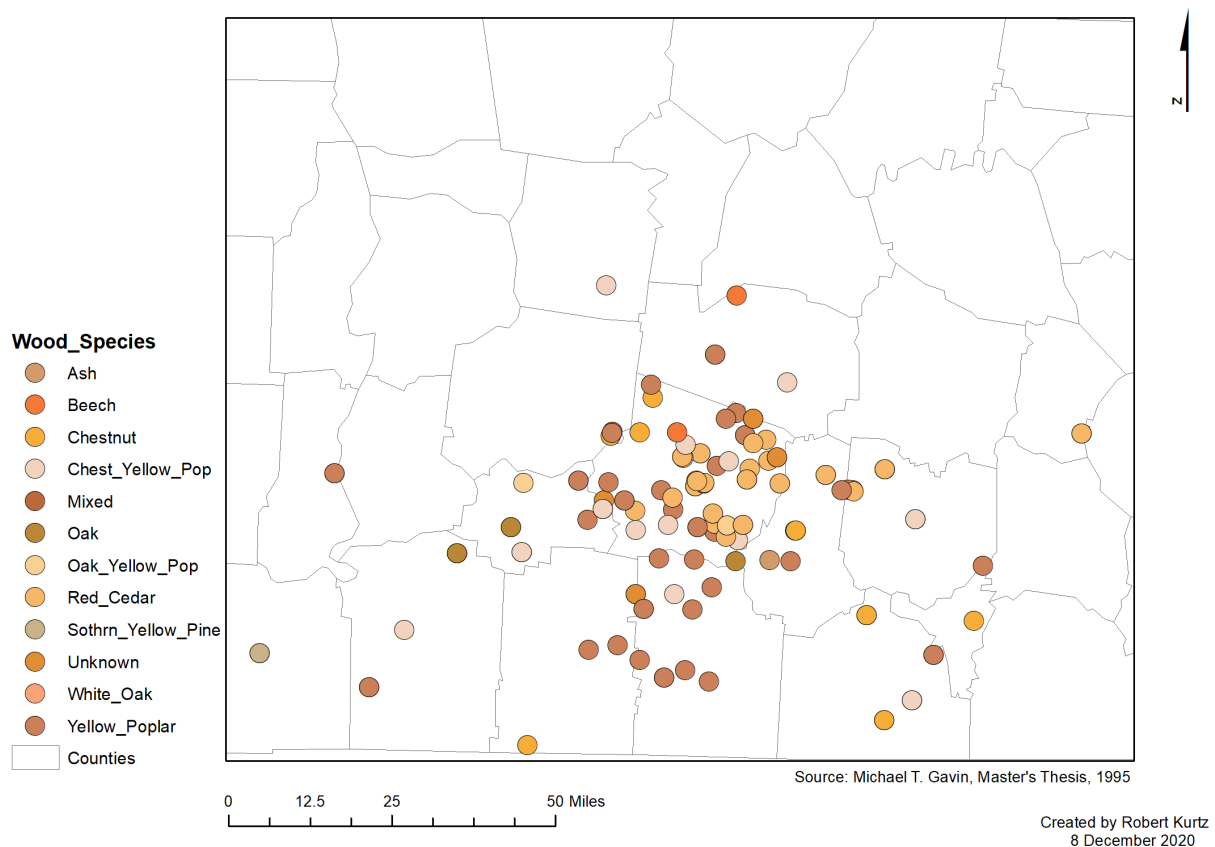 N
Wood_Species
Ash
Beech
Chestnut
Chest_Yellow_Pop
Mixed
Oak
Oak_Yellow_Pop
Red_Cedar
Sothrn_Yellow_Pine
Unknown
White_Oak
Yellow_Poplar
Counties
Source: Michael T. Gavin, Master's Thesis, 1995
0 12.5 25 50 Miles
Created by Robert Kurtz
8 December 2020